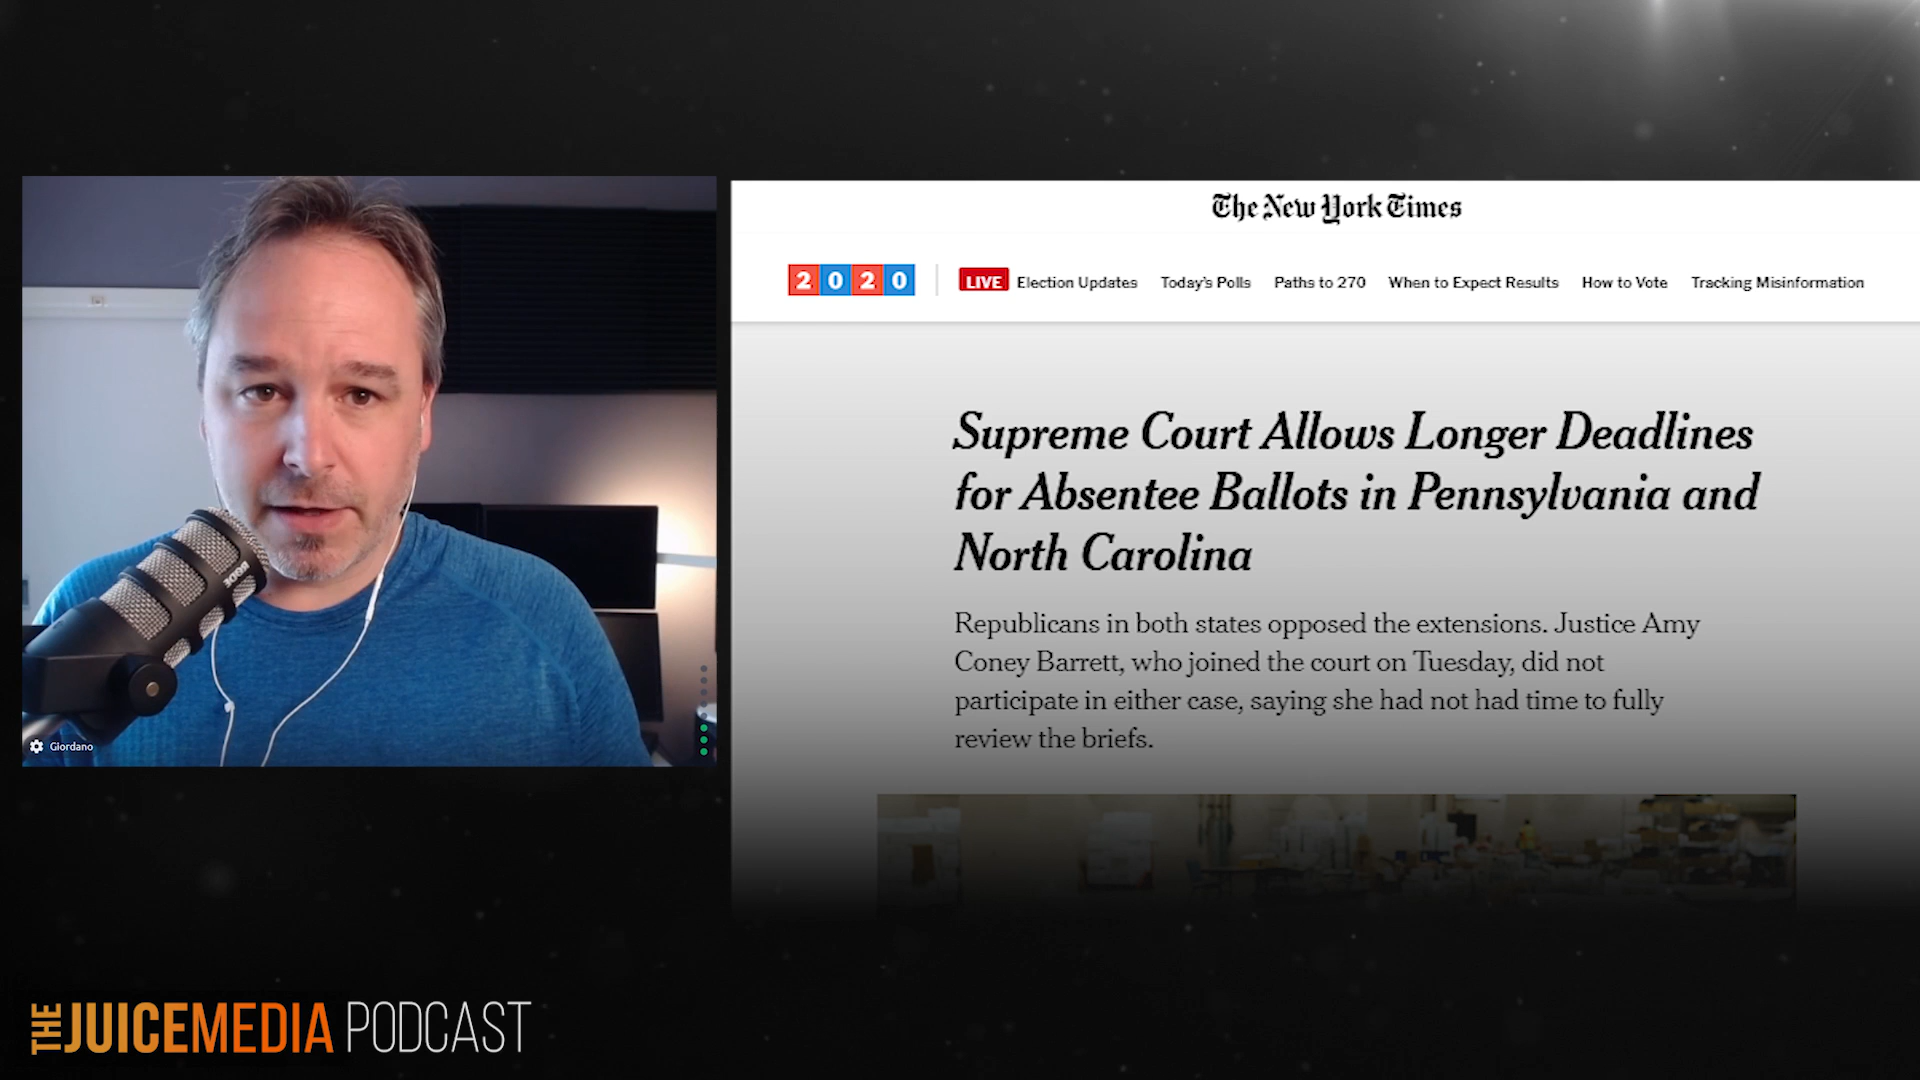 The New York Times
2020
LIVE Election Updates Today's Polls Paths to 270 When to Expect Results How to Vote Tracking Misinformation
Supreme Court Allows Longer Deadlines
for Absentee Ballots in Pennsylvania and
North Carolina
Republicans in both states opposed the extensions. Justice Amy
Coney Barrett, who joined the court on Tuesday, did not
participate in either case, saying she had not had time to fully
review the briefs.
RODE
Giordano
THE JUICEMEDIA PODCAST